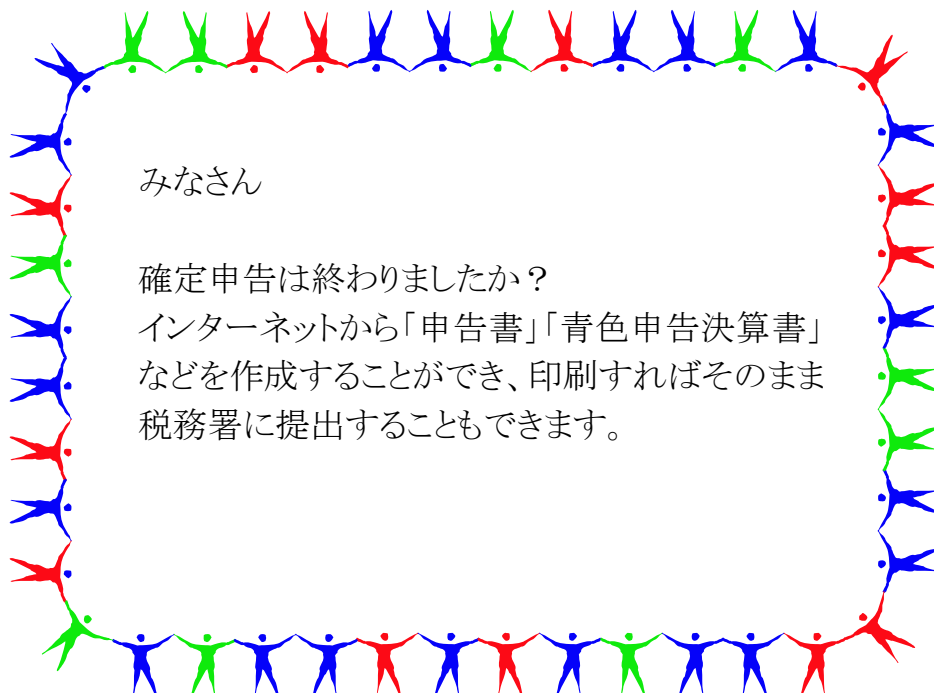 みなさん
確定申告は終わりましたか？
インターネットから「申告書」「青色申告決算書」
などを作成することができ、印刷すればそのまま
税務署に提出することもできます。